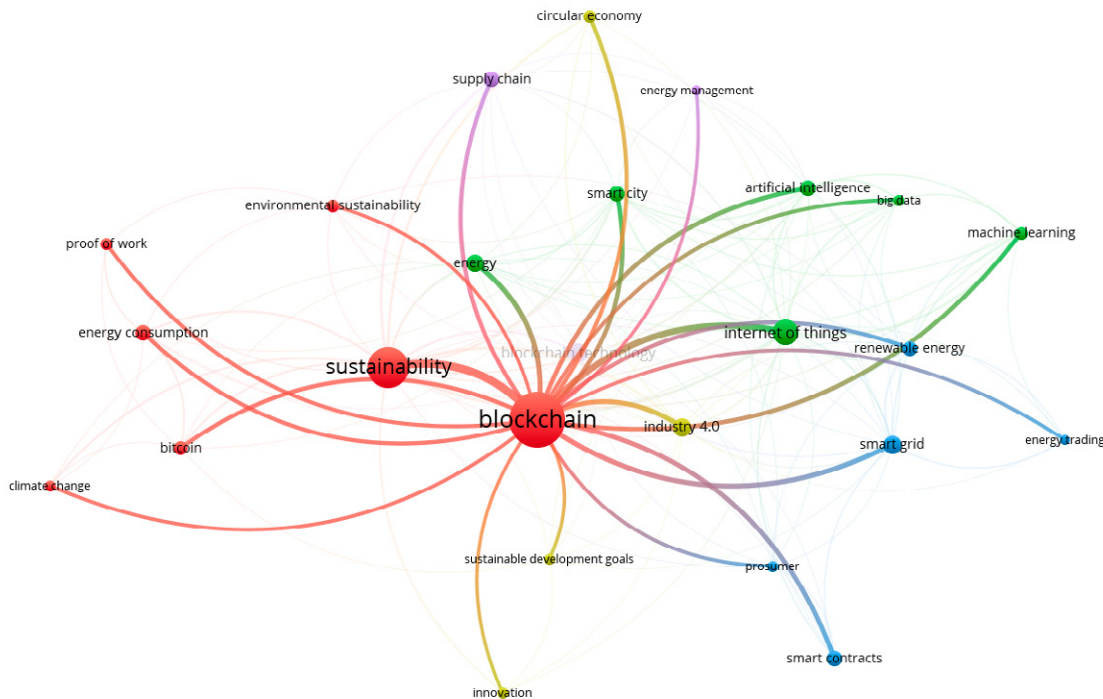 circular economy
supply chain
energy management
artificial intelligence
smart city
big data
environmental sustainability
machine learning
proof of work
energy
energy consumption
internet of things
renewable energy
blockchain technology
sustainability
blockchain
industry 4.0
energy trading
smart grid
bitcoin
climate change
sustainable development goals
prosumer
smart contracts
innovation